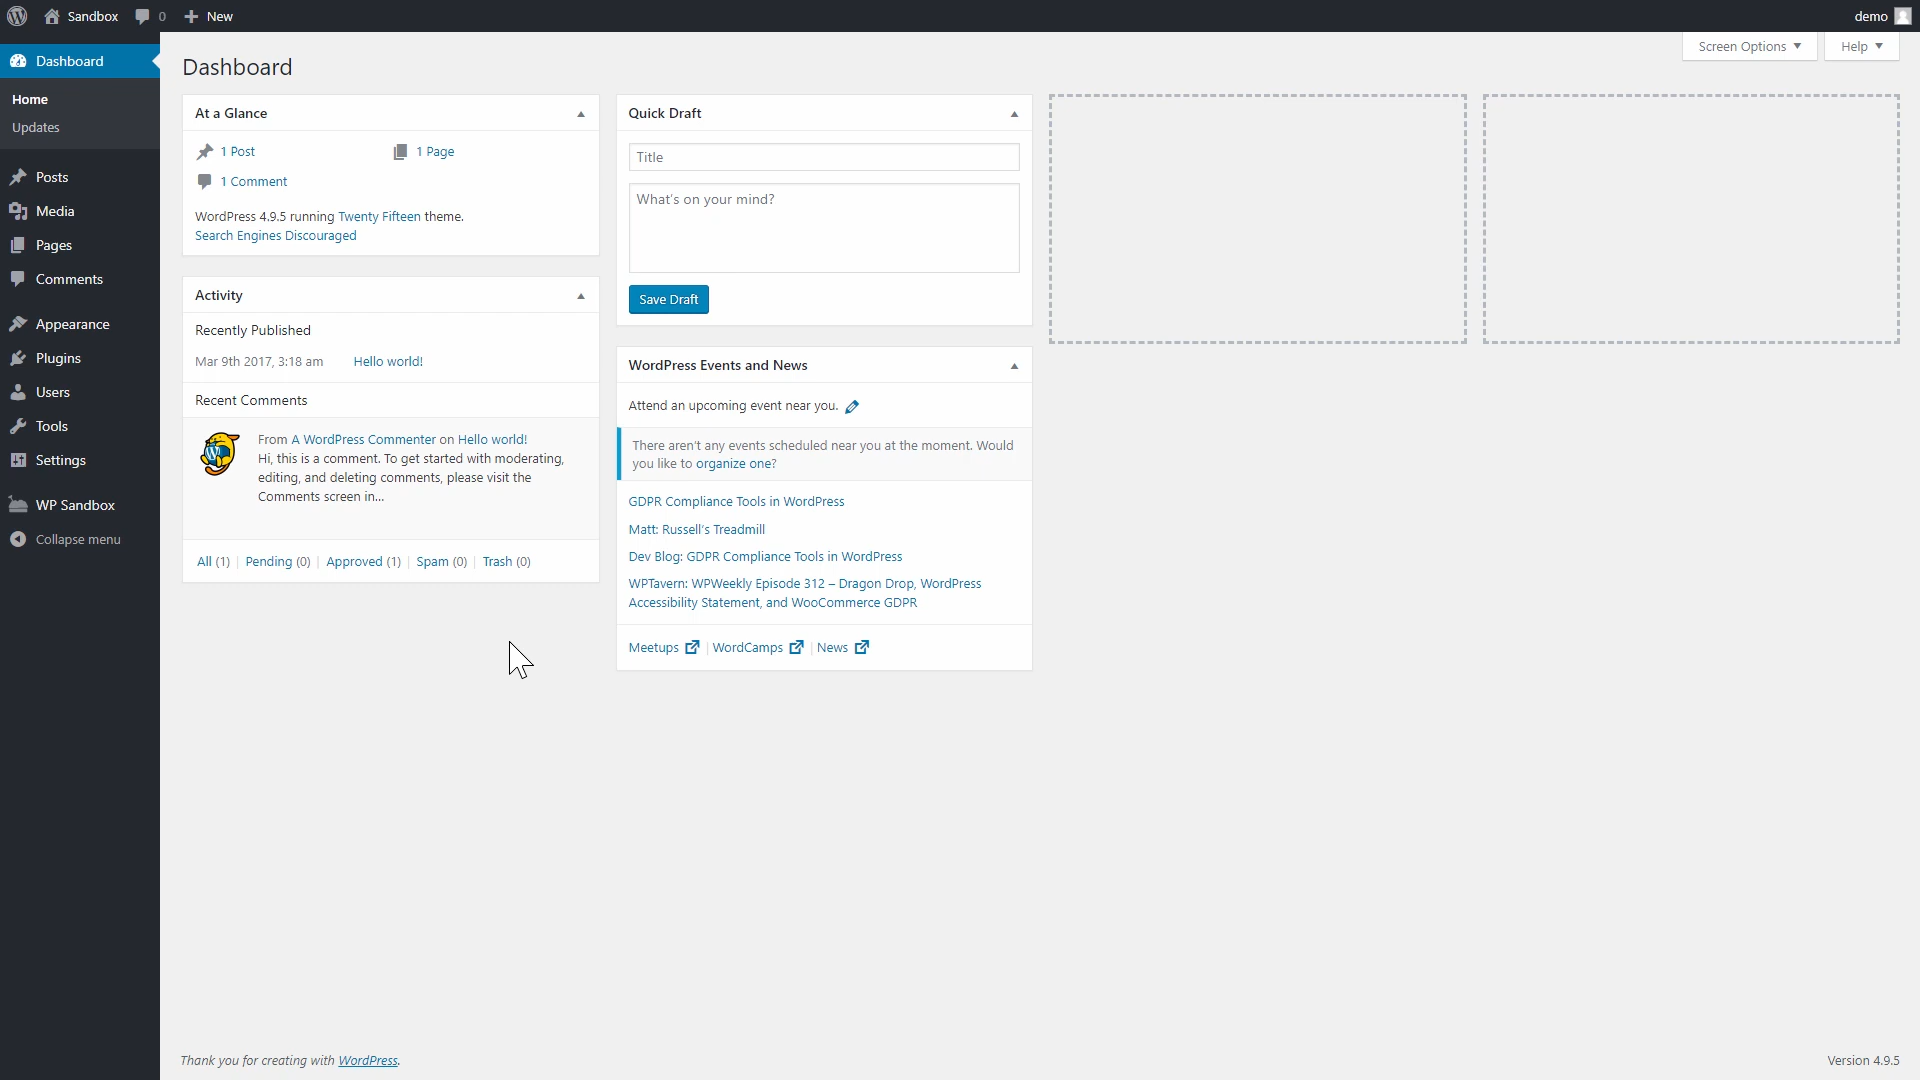 Sandbox 0 New demo
Screen Options Help
Dashboard
Home
Updates
Posts
Media
Pages
Comments
Appearance
Plugins
Users
Tools
Settings
WP Sandbox
Collapse menu
Dashboard
At a Glance
1 Post 1 Page
1 Comment
WordPress 4.9.5 running Twenty Fifteen theme.
Search Engines Discouraged
Activity
Recently Published
Mar 9th 2017, 3:18 am Hello world!
Recent Comments
From A WordPress Commenter on Hello world!
Hi, this is a comment. To get started with moderating,
editing, and deleting comments, please visit the
Comments screen in…
All (1) | Pending (0) | Approved (1) | Spam (0) | Trash (0)
Quick Draft
Title
What's on your mind?
Save Draft
WordPress Events and News
Attend an upcoming event near you.
There aren't any events scheduled near you at the moment. Would
you like to organize one?
GDPR Compliance Tools in WordPress
Matt: Russell's Treadmill
Dev Blog: GDPR Compliance Tools in WordPress
WPTavern: WPWeekly Episode 312 – Dragon Drop, WordPress
Accessibility Statement, and WooCommerce GDPR
Meetups | WordCamps | News
Thank you for creating with WordPress.
Version 4.9.5